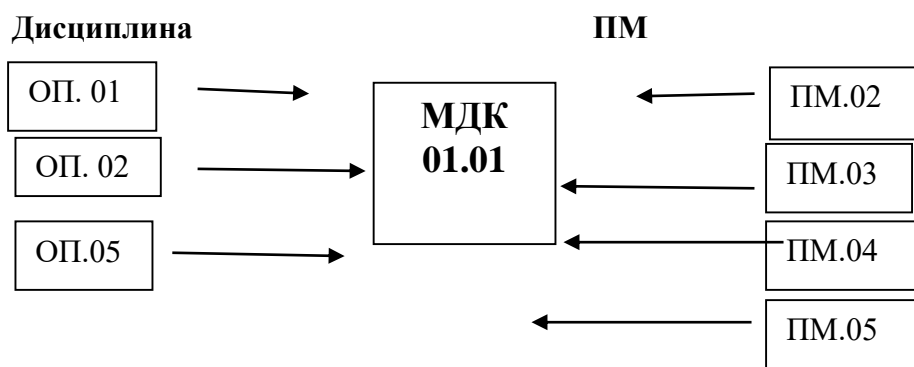 Дисциплина
ПМ
ОП. 01
ОП. 02
ОП.05
МДК
01.01
ПМ.02
ПМ.03
ПМ.04
ПМ.05